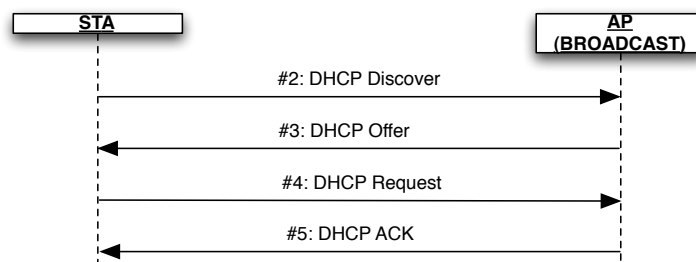 STA
AP
(BROADCAST)
#2: DHCP Discover
#3: DHCP Offer
#4: DHCP Request
#5: DHCP ACK